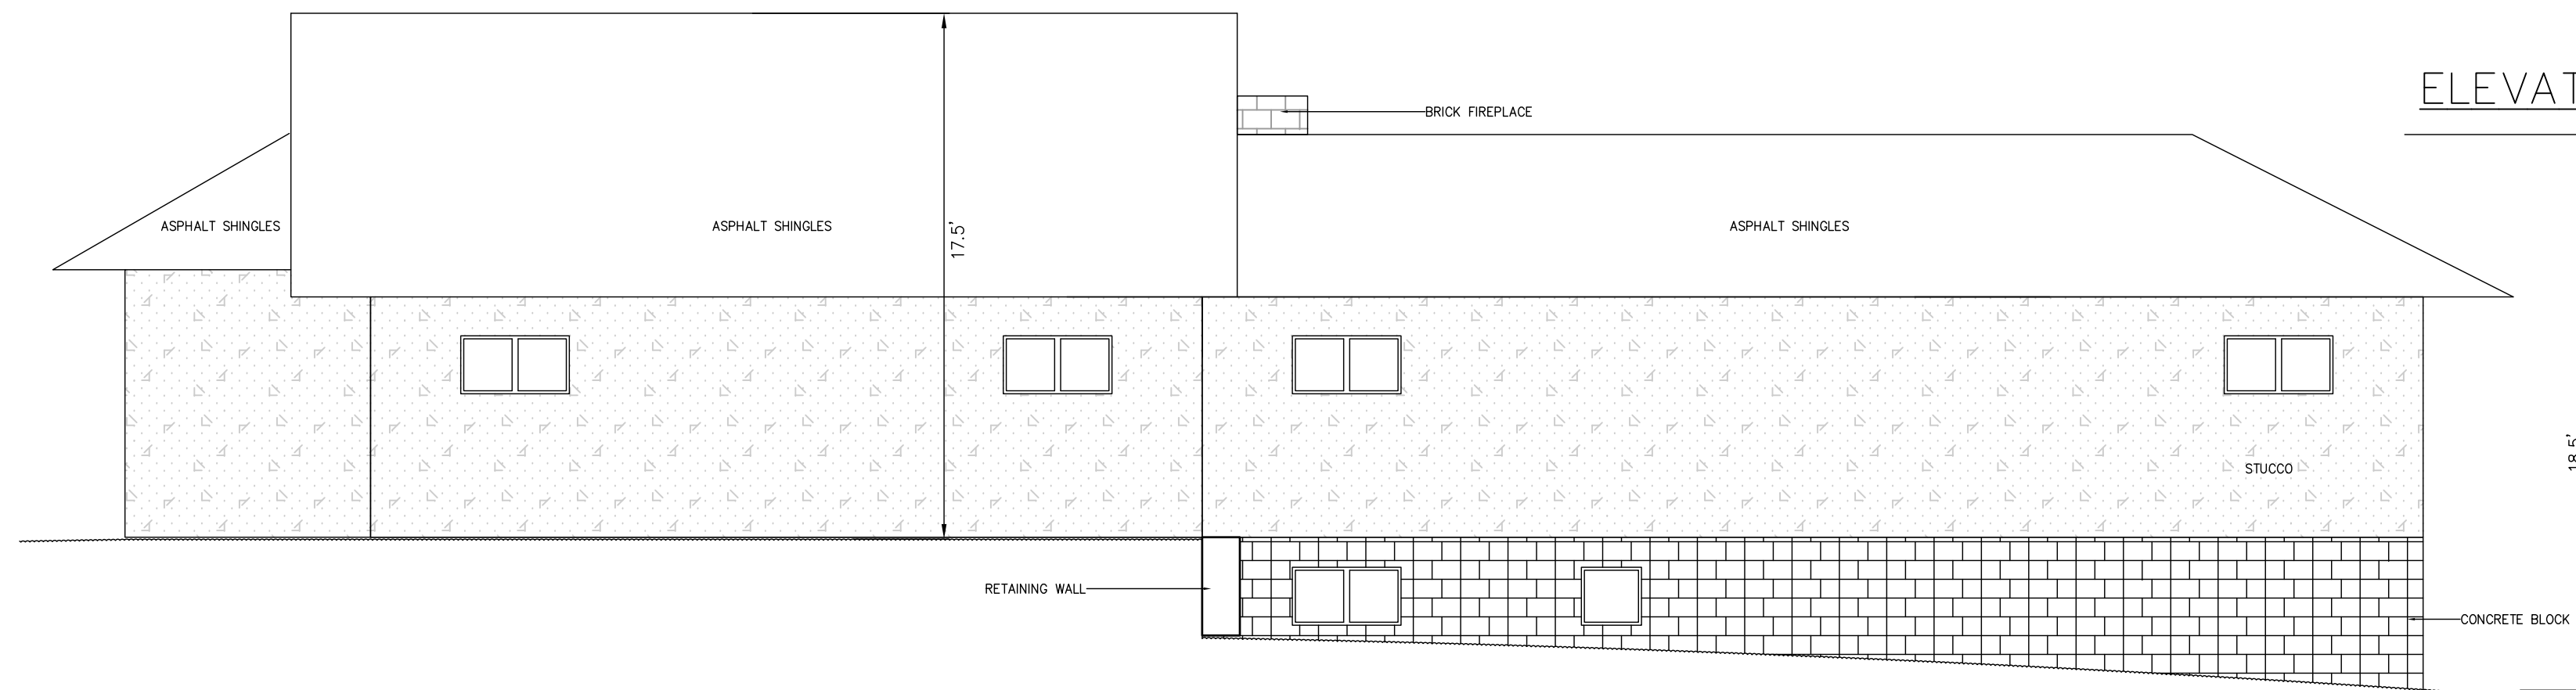 ELEVAT
BRICK FIREPLACE
ASPHALT SHINGLES
ASPHALT SHINGLES
ASPHALT SHINGLES
17.5'
18.5'
STUCCO
RETAINING WALL
CONCRETE BLOCK